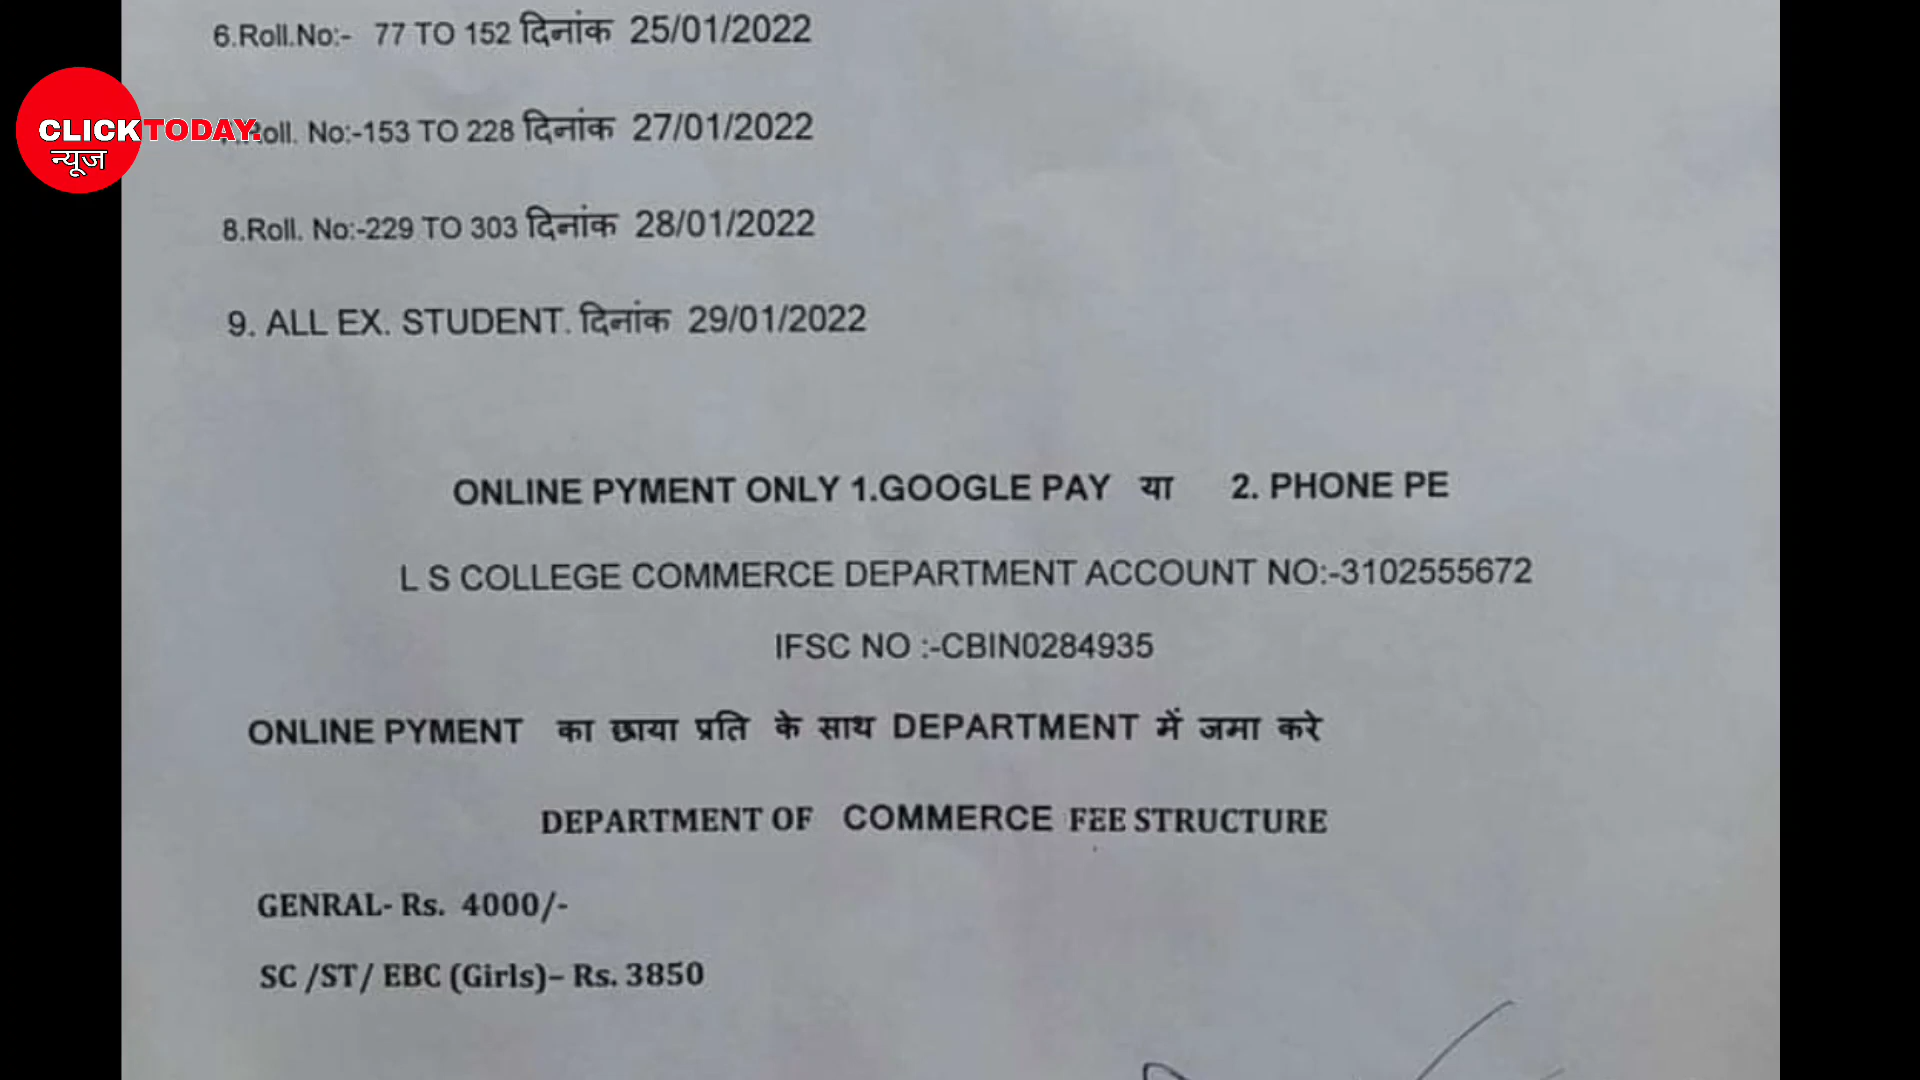 6.Roll.No:- 77 TO 152 दिनांक 25/01/2022
CLICKTODAY.
न्यूज
Roll. No:-153 TO 228 दिनांक 27/01/2022
8.Roll. No:-229 TO 303 दिनांक 28/01/2022
9. ALL EX. STUDENT. दिनांक 29/01/2022
ONLINE PYMENT ONLY 1.GOOGLE PAY या 2. PHONE PE
L S COLLEGE COMMERCE DEPARTMENT ACCOUNT NO:-3102555672
IFSC NO :-CBIN0284935
ONLINE PYMENT का छाया प्रति के साथ DEPARTMENT में जमा करे
DEPARTMENT OF COMMERCE FEE STRUCTURE
GENRAL- Rs. 4000/-
SC /ST/ EBC (Girls)– Rs. 3850